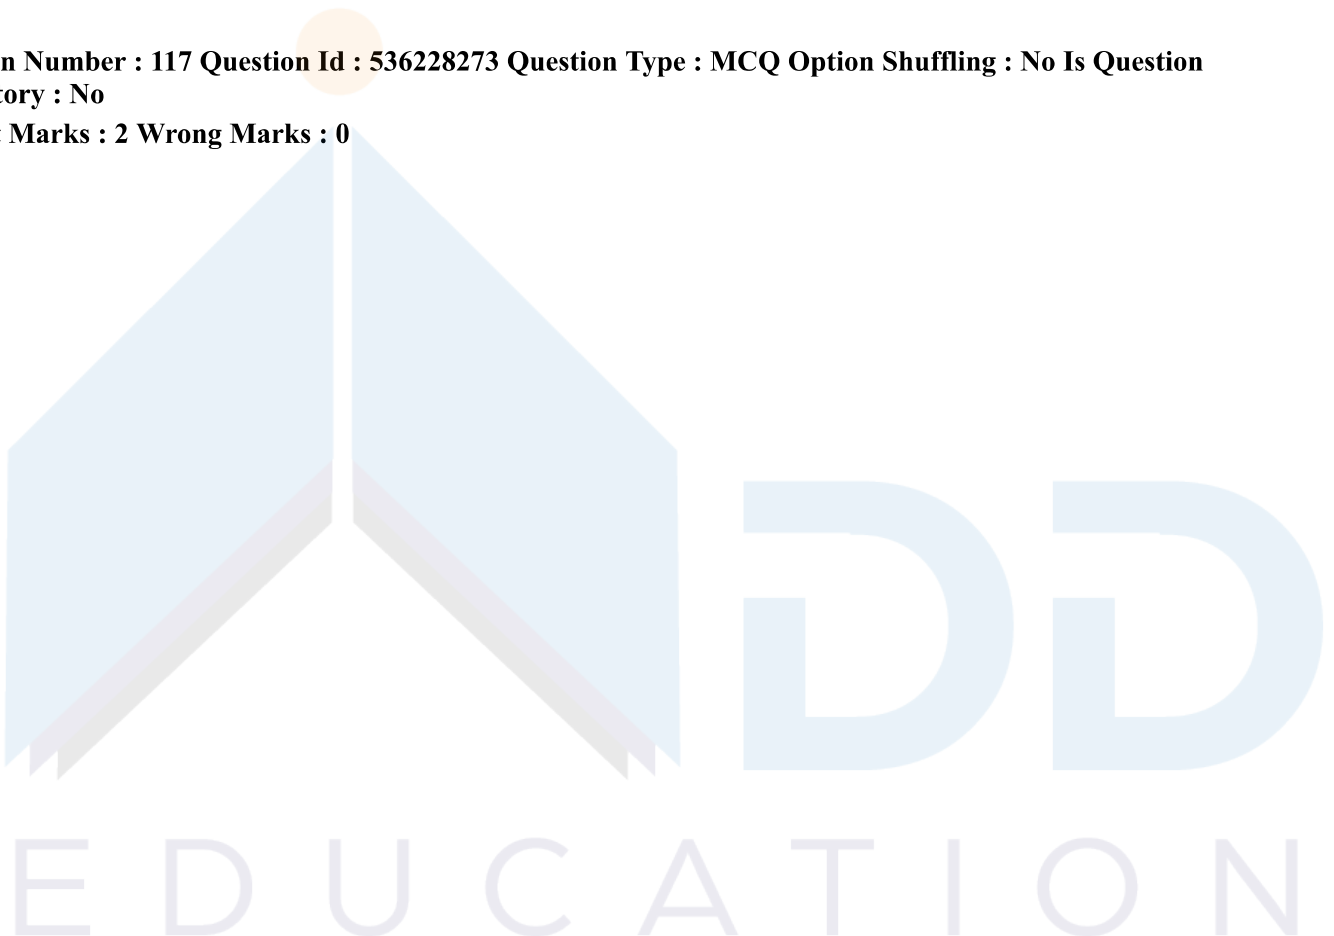 n Number : 117 Question Id : 536228273 Question Type : MCQ Option Shuffling : No Is Question
tory : No
Marks : 2 Wrong Marks : 0
DD
EDUCATION